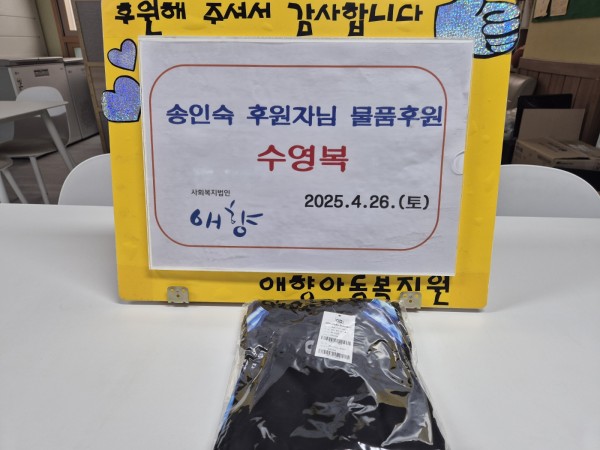 후원해 주셔서 감사합니다
송인숙 후원자님 물품후원
수영복
사회복지법인
애향
2025.4.26.(토)
애향아동복지원